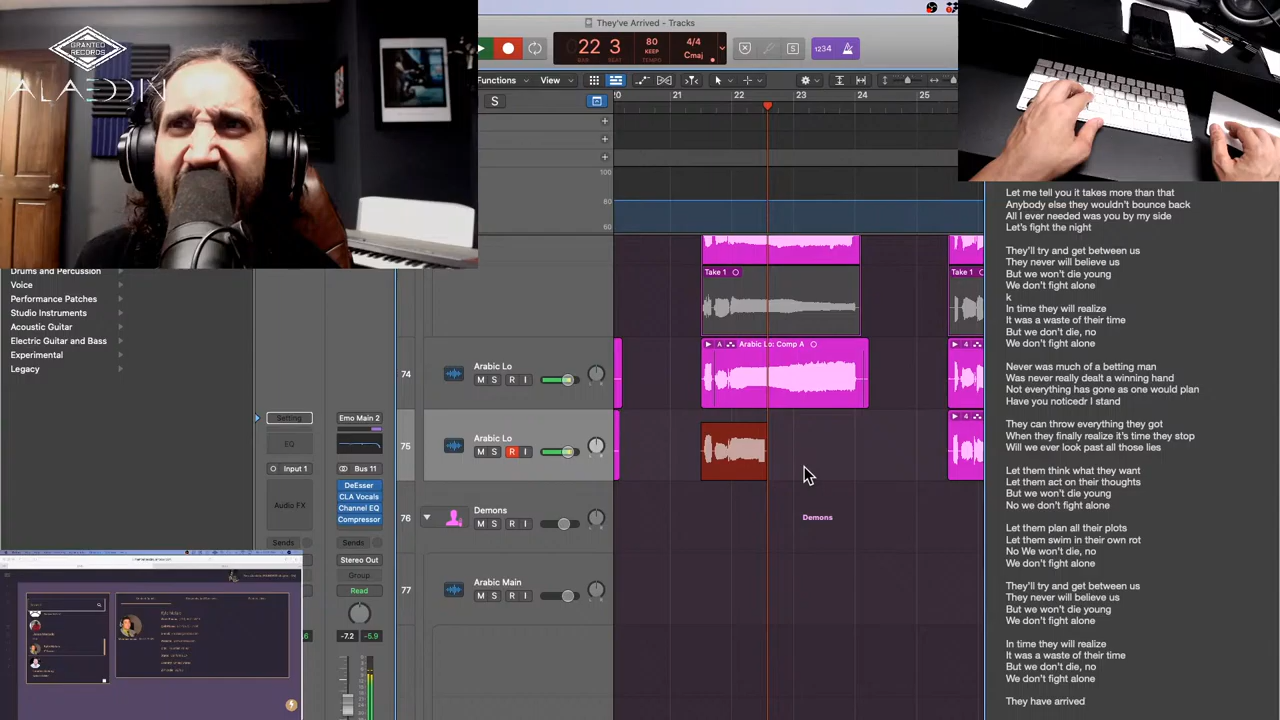 GRANTED
RECORDS
ALAEDDIN
They've Arrived - Tracks
22 3
BAR BEAT
80
KEEP
TEMPO
4/4
Cmaj
S
1234
Functions
View
S
20
21
22
23
24
25
100
80
60
Take 1
Take 1
74
Arabic Lo
M S R I
A
Arabic Lo: Comp A
4
75
Arabic Lo
M S R I
4
76
Demons
M S
Demons
77
Arabic Main
M S R I
Drums and Percussion
Voice
Performance Patches
Studio Instruments
Acoustic Guitar
Electric Guitar and Bass
Experimental
Legacy
Setting
EQ
Input 1
Audio FX
Sends
Emo Main 2
Bus 11
DeEsser
CLA Vocals
Channel EQ
Compressor
Sends
Stereo Out
Group
Read
-7.2
-5.9
Let me tell you it takes more than that
Anybody else they wouldn't bounce back
All I ever needed was you by my side
Let's fight the night
They'll try and get between us
They never will believe us
But we won't die young
We don't fight alone
k
In time they will realize
It was a waste of their time
But we don't die, no
We don't fight alone
Never was much of a betting man
Was never really dealt a winning hand
Not everything has gone as one would plan
Have you noticedr I stand
They can throw everything they got
When they finally realize it's time they stop
Will we ever look past all those lies
Let them think what they want
Let them act on their thoughts
But we won't die young
No we don't fight alone
Let them plan all their plots
Let them swim in their own rot
No We won't die, no
We don't fight alone
They'll try and get between us
They never will believe us
But we won't die young
We don't fight alone
In time they will realize
It was a waste of their time
But we don't die, no
We don't fight alone
They have arrived